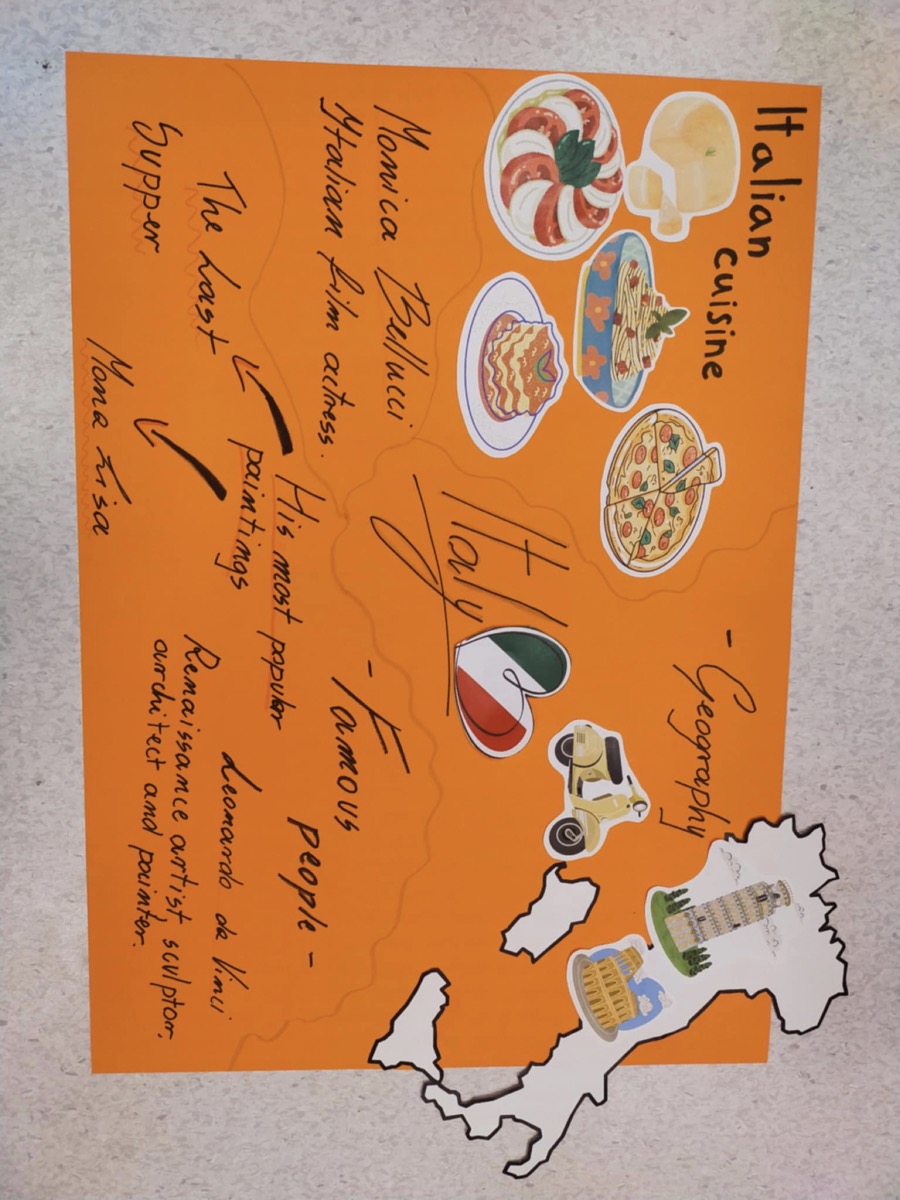 Italian
cuisine
- Geography
Italy
Monica Bellucci
Italian film actress.
- Famous
people -
His most popular
paintings
The Last
Supper
Mona Lisa
Leonardo da Vinci
Renaissance artist sculptor,
architect and painter.